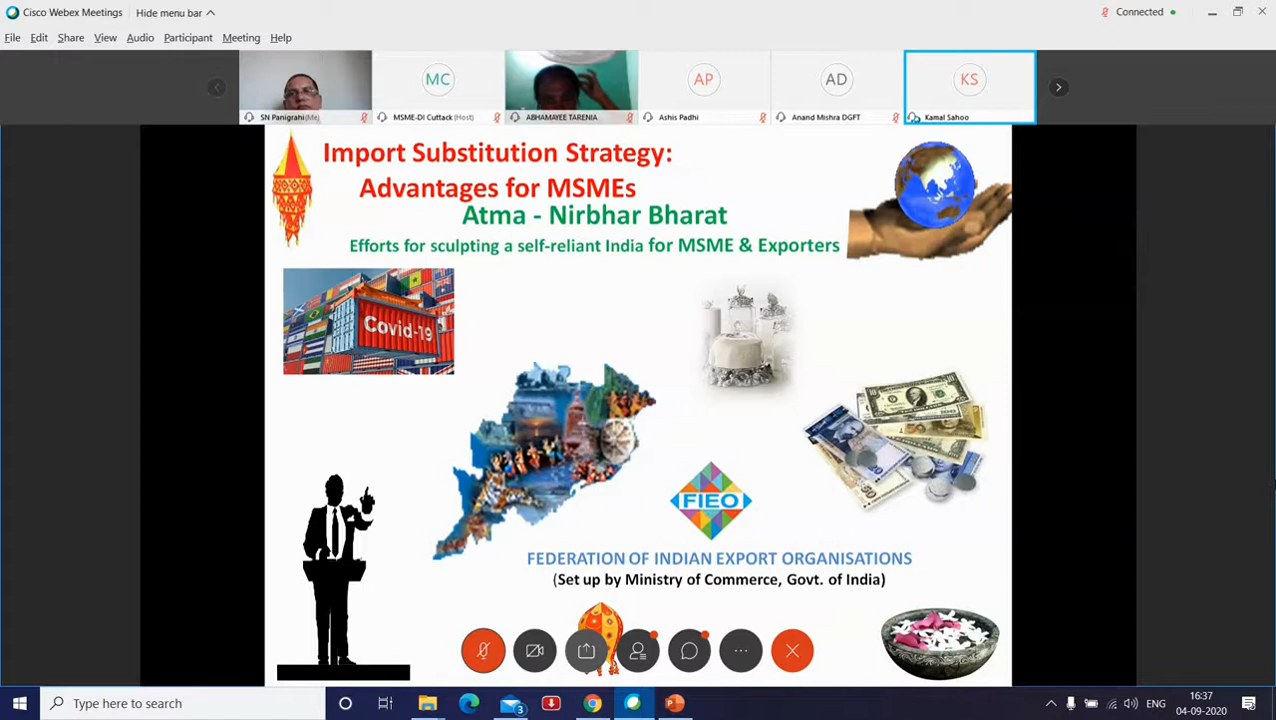 Cisco Webex Meetings
Hide menu bar
Connected
File Edit Share View Audio Participant Meeting Help
MC
AP
AD
KS
SN Panigrahi(Me)
MSME-DI Cuttack (Host)
ABHAMAYEE TARENIA
Ashis Padhi
Anand Mishra DGFT
Kamal Sahoo
Import Substitution Strategy:
Advantages for MSMEs
Atma - Nirbhar Bharat
Efforts for sculpting a self-reliant India for MSME & Exporters
Covid-19
FIEO
FEDERATION OF INDIAN EXPORT ORGANISATIONS
(Set up by Ministry of Commerce, Govt. of India)
Type here to search
3
ENG
16:37
04-09-2020